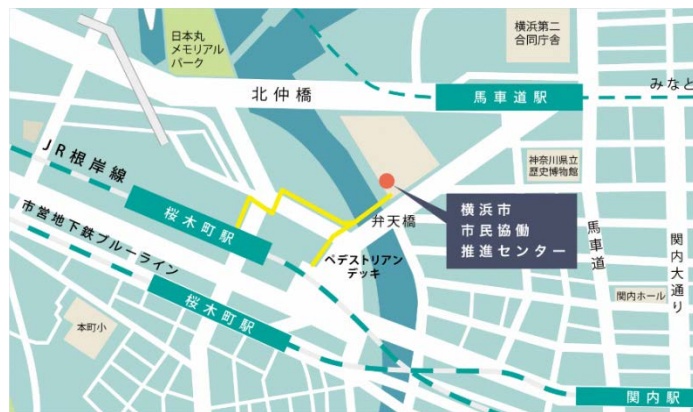 日本丸
メモリアル
パーク
横浜第二
合同庁舎
北仲橋
馬車道駅
みなと
JR根岸線
神奈川県立
歴史博物館
桜木町駅
弁天橋
横浜市
市民協働
推進センター
市営地下鉄ブルーライン
ペデストリアン
デッキ
馬車道
関内大通り
桜木町駅
関内ホール
本町小
関内駅